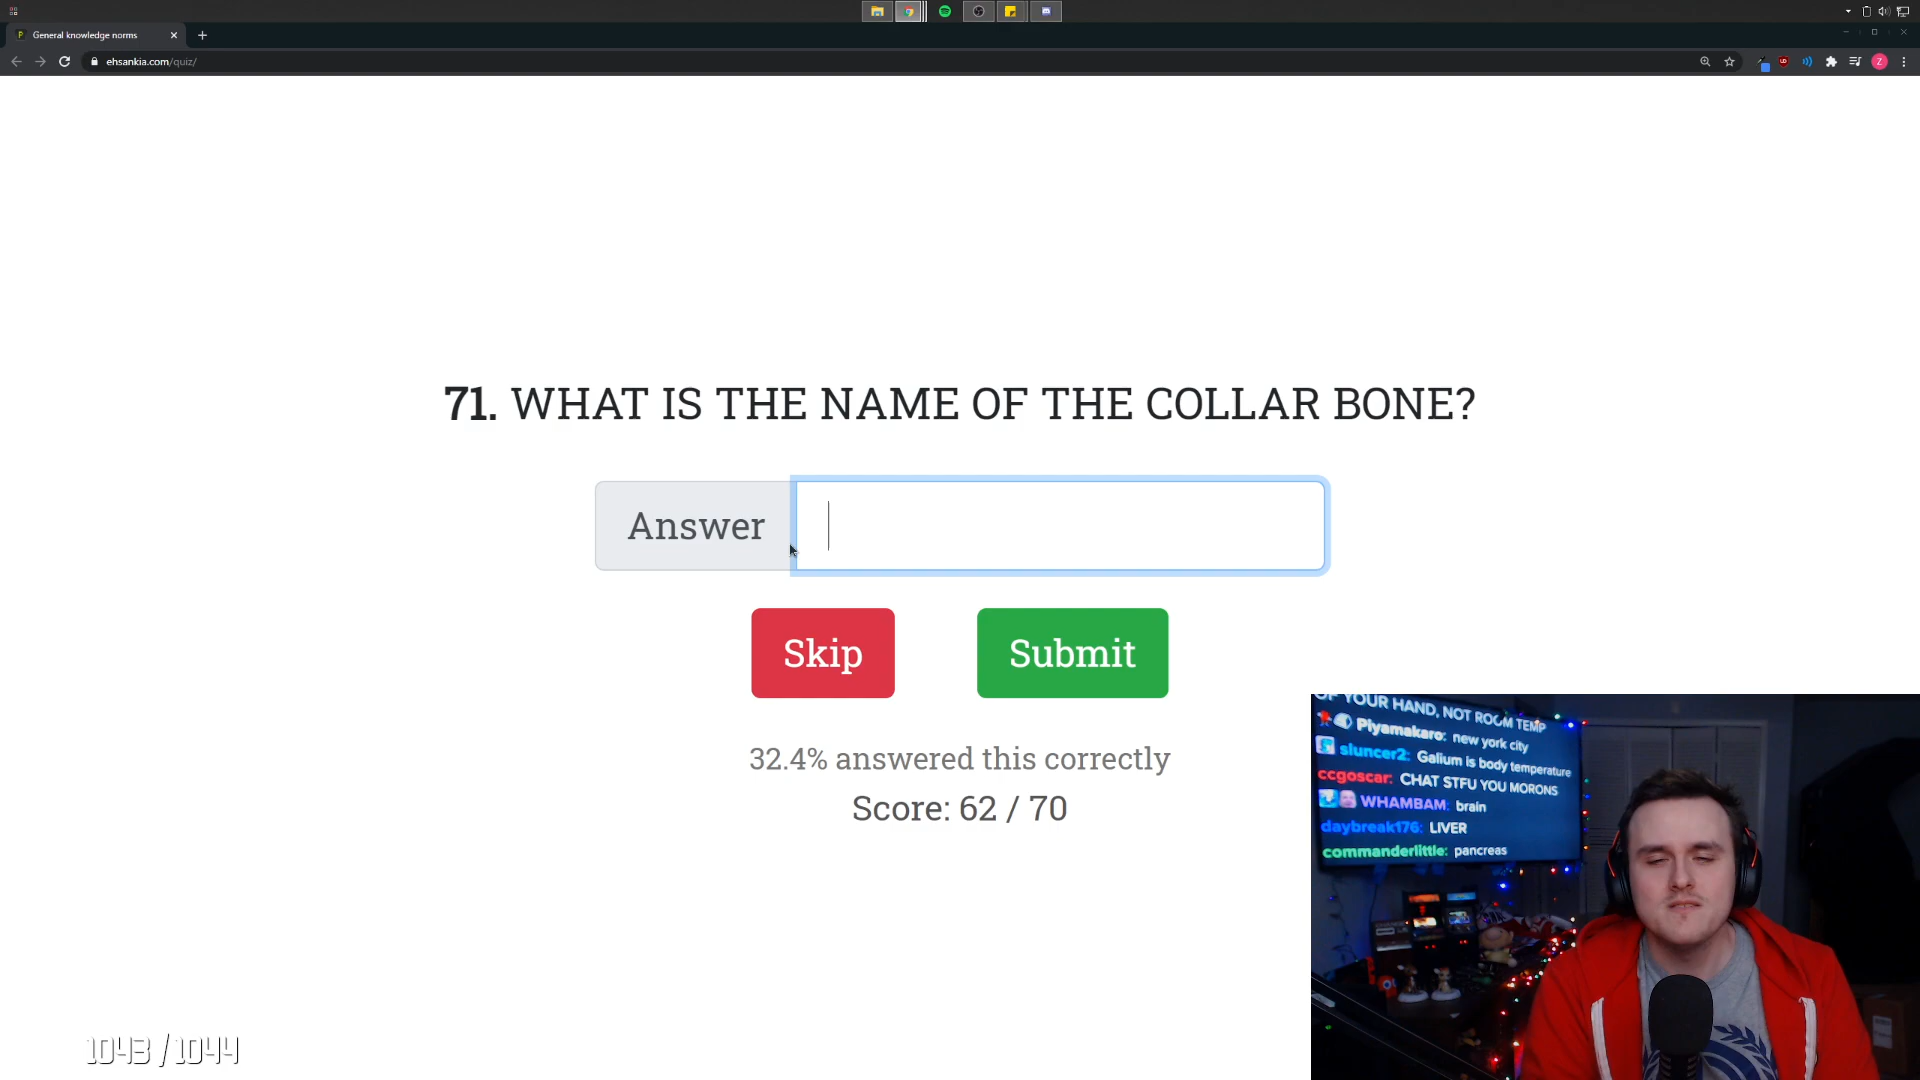 General knowledge norms
ehsankia.com/quiz/
Z
71. WHAT IS THE NAME OF THE COLLAR BONE?
Answer
Skip
Submit
32.4% answered this correctly
Score: 62 / 70
OF YOUR HAND, NOT ROOM TEMP
Piyamakaro: new york city
sluncer2: Galium is body temperature
ccgoscar: CHAT STFU YOU MORONS
WHAMBAM: brain
daybreak176: LIVER
commanderlittle: pancreas
1043 / 1044